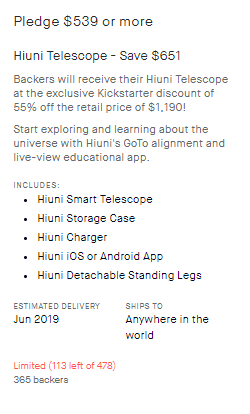 Pledge $539 or more
Hiuni Telescope - Save $651
Backers will receive their Hiuni Telescope
at the exclusive Kickstarter discount of
55% off the retail price of $1,190!
Start exploring and learning about the
universe with Hiuni's GoTo alignment and
live-view educational app.
INCLUDES:
• Hiuni Smart Telescope
• Hiuni Storage Case
• Hiuni Charger
• Hiuni iOS or Android App
• Hiuni Detachable Standing Legs
ESTIMATED DELIVERY
Jun 2019
SHIPS TO
Anywhere in the
world
Limited (113 left of 478)
365 backers